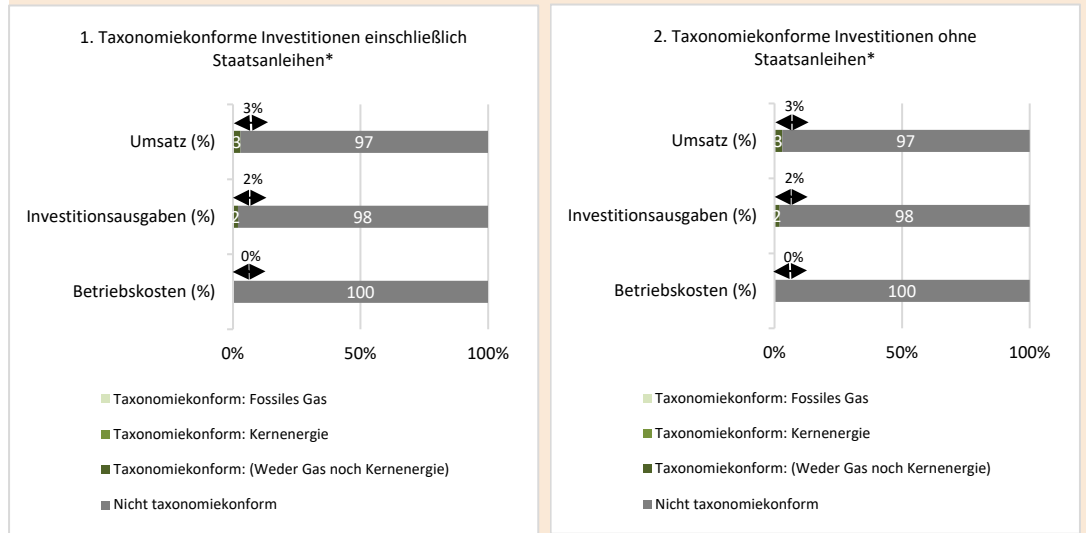 1. Taxonomiekonforme Investitionen einschließlich
Staatsanleihen*
3%
Umsatz (%)
3
97
2%
Investitionsausgaben (%)
2
98
0%
Betriebskosten (%)
100
0%
50%
100%
Taxonomiekonform: Fossiles Gas
Taxonomiekonform: Kernenergie
Taxonomiekonform: (Weder Gas noch Kernenergie)
Nicht taxonomiekonform
2. Taxonomiekonforme Investitionen ohne
Staatsanleihen*
3%
Umsatz (%)
3
97
2%
Investitionsausgaben (%)
2
98
0%
Betriebskosten (%)
100
0%
50%
100%
Taxonomiekonform: Fossiles Gas
Taxonomiekonform: Kernenergie
Taxonomiekonform: (Weder Gas noch Kernenergie)
Nicht taxonomiekonform